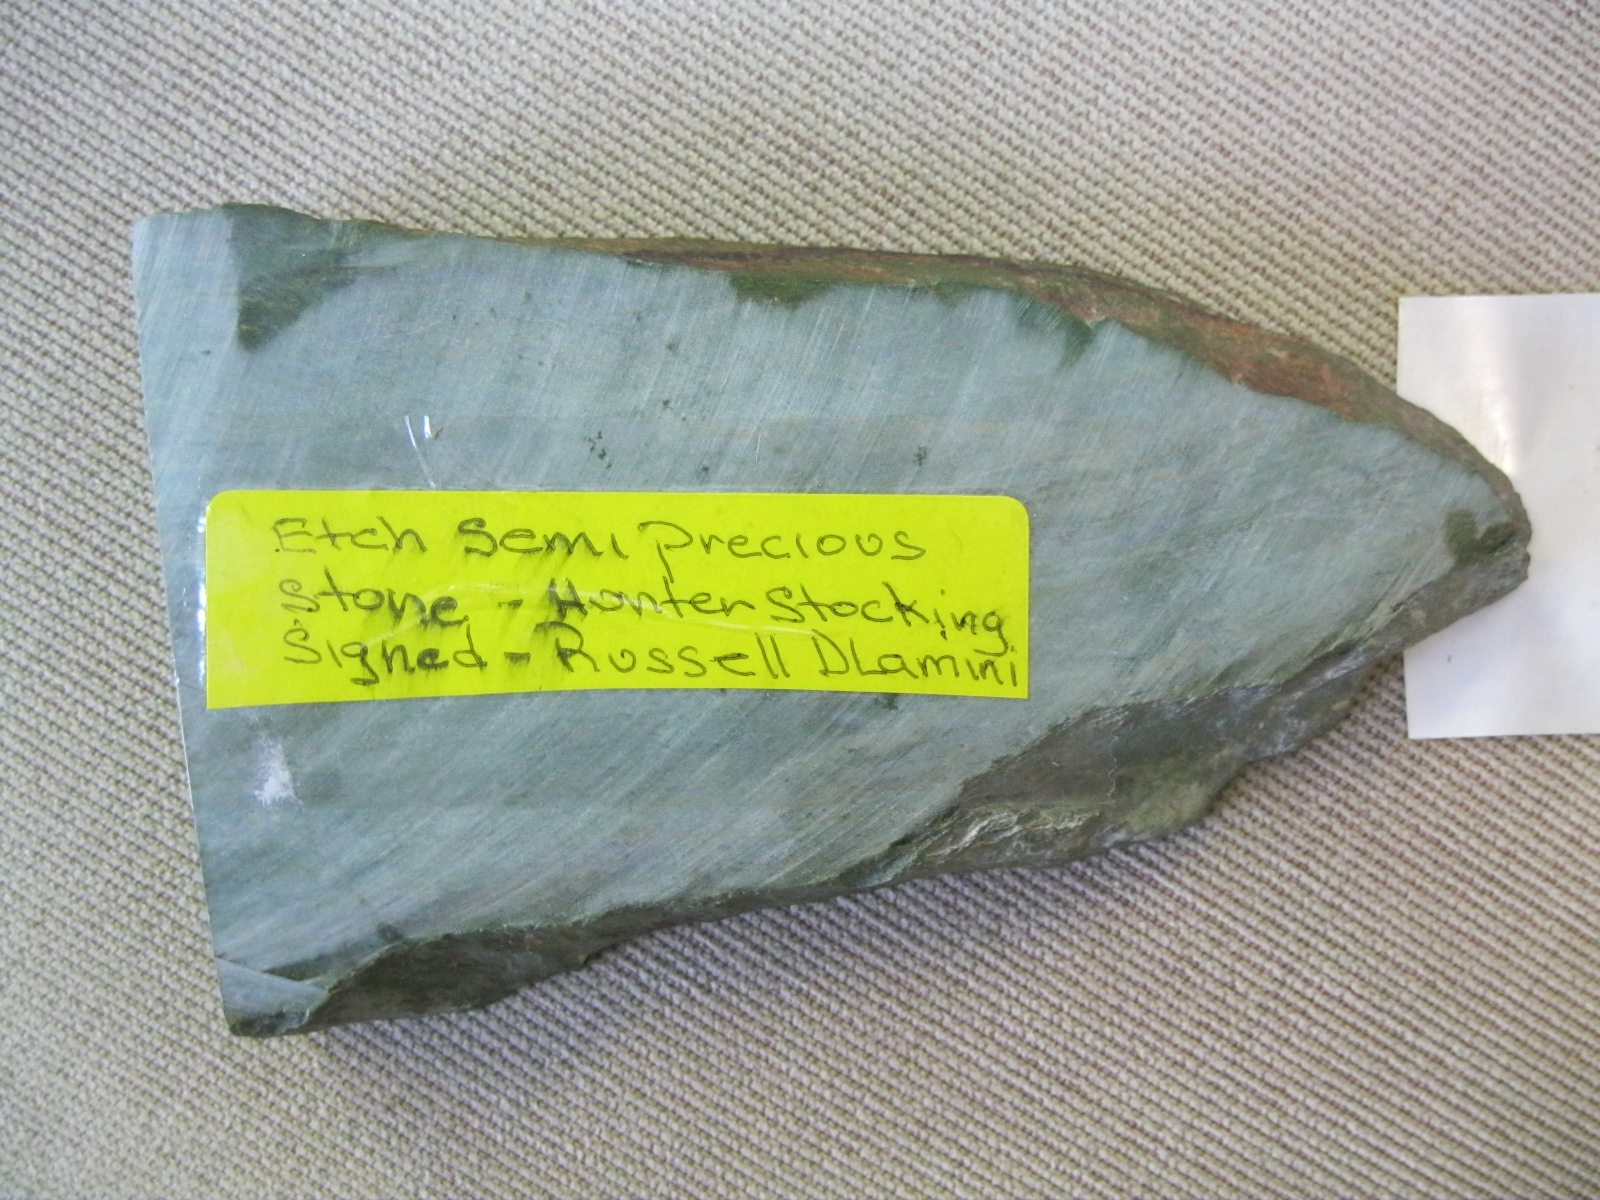 Etch Semi Precious
Stone - Hunter Stocking
Signed - Russell DLamini